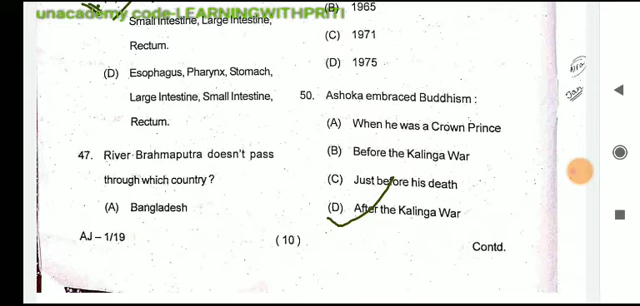 unacademy code-LEARNINGWITHPRITI
Small Intestine, Large Intestine,
Rectum.
(D) Esophagus, Pharynx, Stomach,
Large Intestine, Small Intestine,
Rectum.
47. River Brahmaputra doesn't pass
through which country ?
(A) Bangladesh
(B) 1965
(C) 1971
(D) 1975
50. Ashoka embraced Buddhism :
(A) When he was a Crown Prince
(B) Before the Kalinga War
(C) Just before his death
(D) After the Kalinga War
AJ – 1/19
( 10 )
Contd.